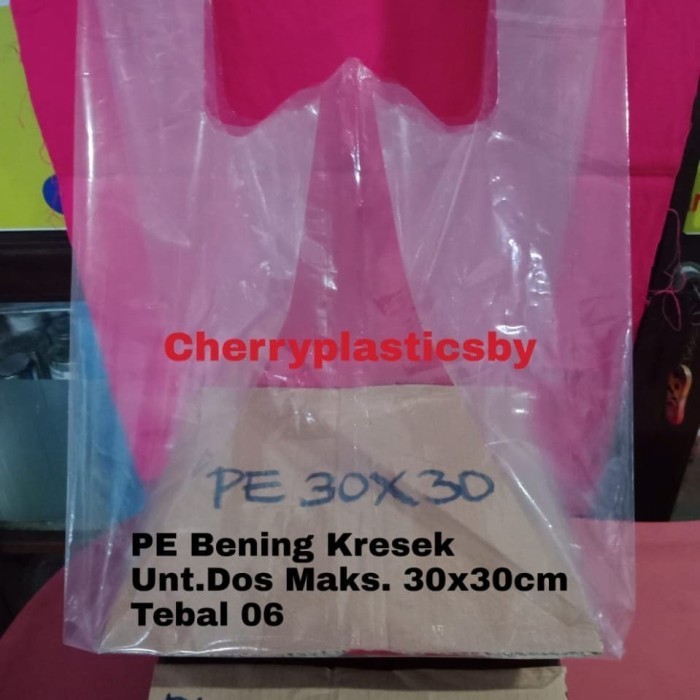 Cherryplasticsby
PE 30X30
PE Bening Kresek
Unt.Dos Maks. 30x30cm
Tebal 06